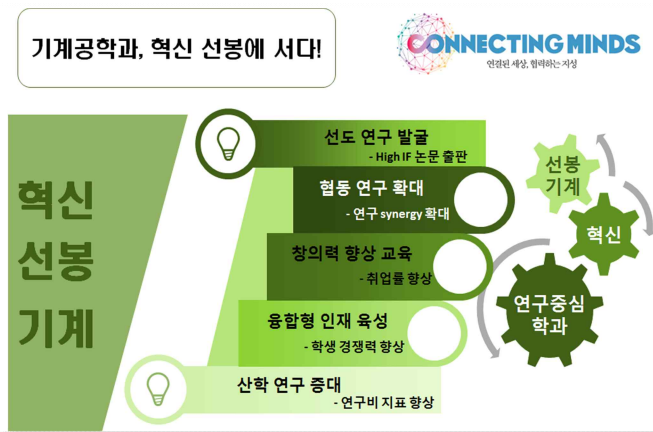 기계공학과, 혁신 선봉에 서다!
CONNECTING MINDS
연결된 세상, 협력하는 지성
혁신
선봉
기계
선도 연구 발굴
- High IF 논문 출판
협동 연구 확대
- 연구 synergy 확대
창의력 향상 교육
- 취업률 향상
융합형 인재 육성
- 학생 경쟁력 향상
산학 연구 증대
- 연구비 지표 향상
선봉
기계
혁신
연구중심
학과